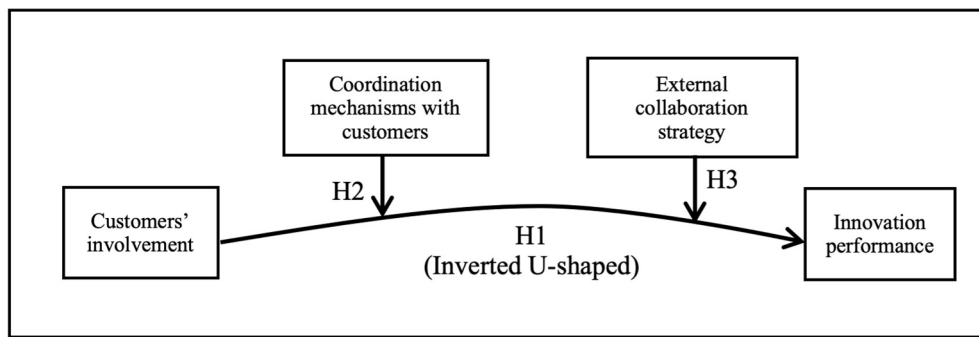 Coordination
mechanisms with
customers
External
collaboration
strategy
H2
H3
Customers’
involvement
H1
(Inverted U-shaped)
Innovation
performance